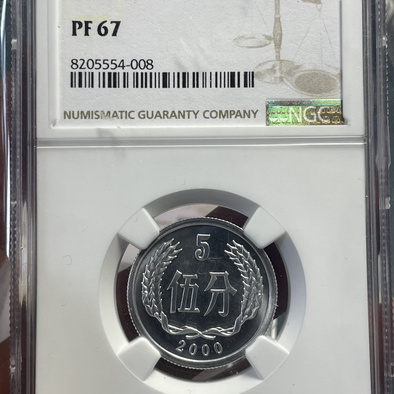 PF 67
8205554-008
NUMISMATIC GUARANTY COMPANY
NGC
5
伍分
2000